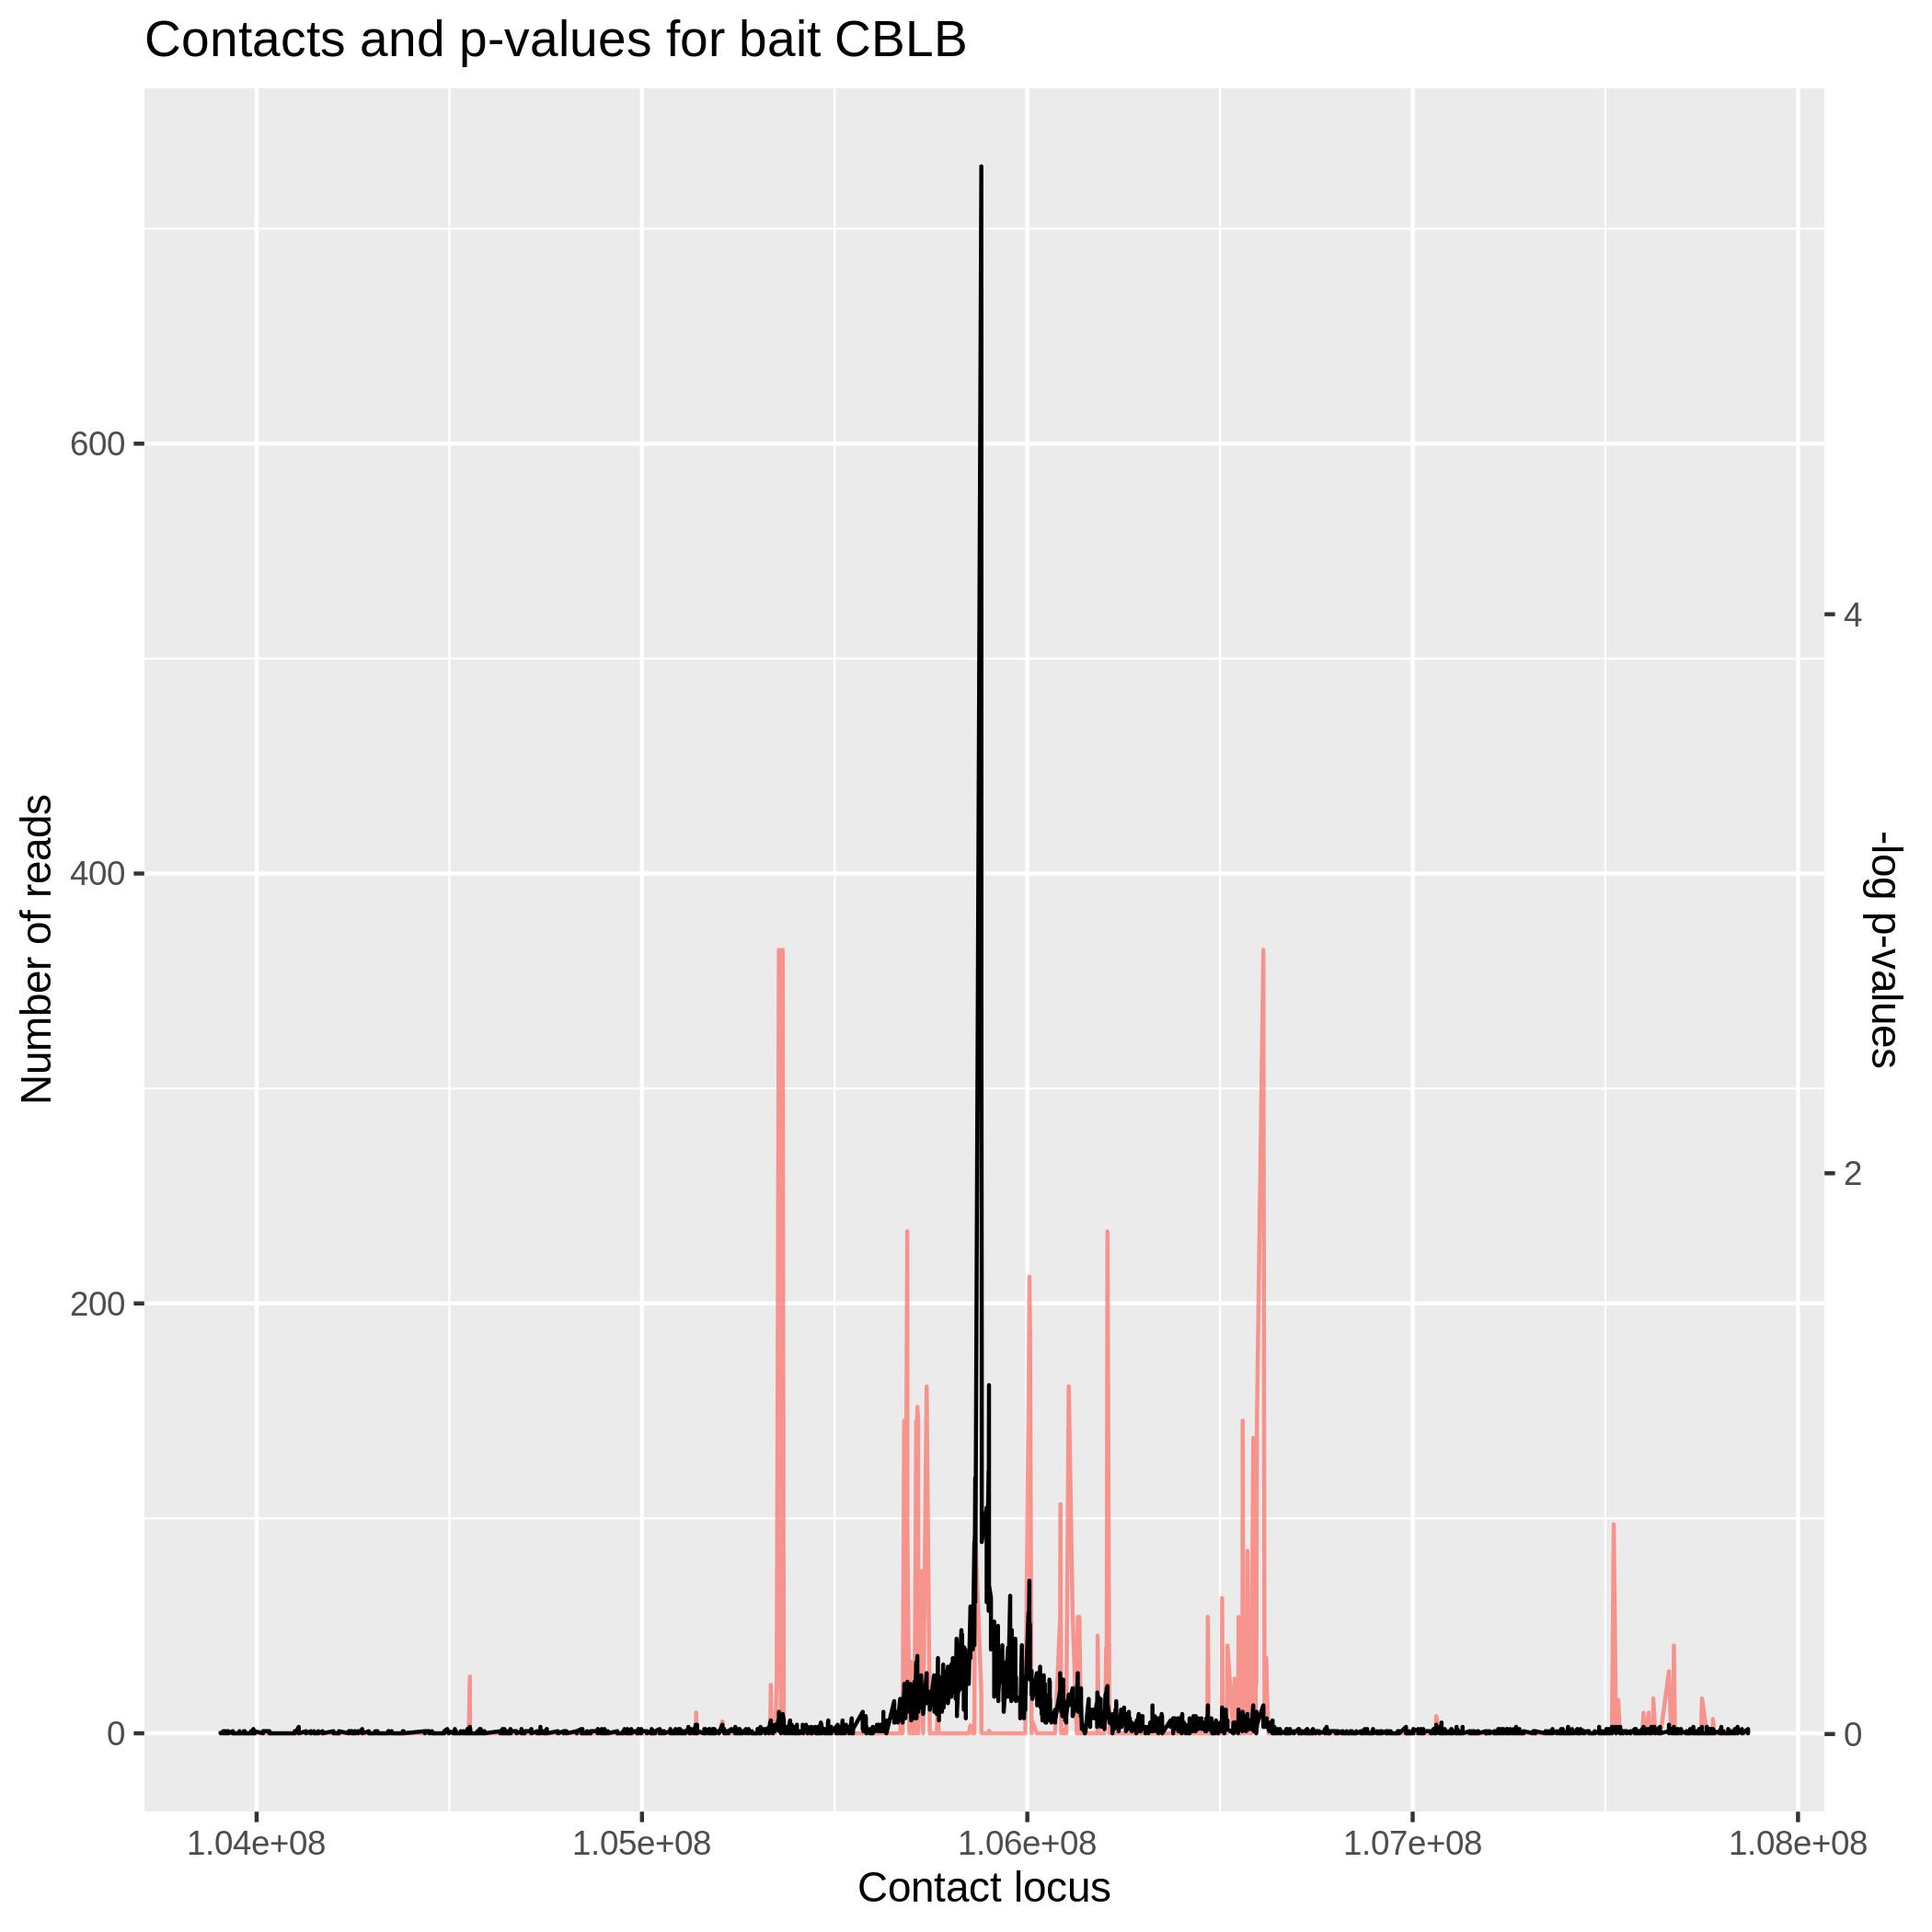 Contacts and p-values for bait CBLB
Number of reads
600
400
200
0
4
2
0
-log p-values
1.04e+08 1.05e+08 1.06e+08 1.07e+08 1.08e+08
Contact locus